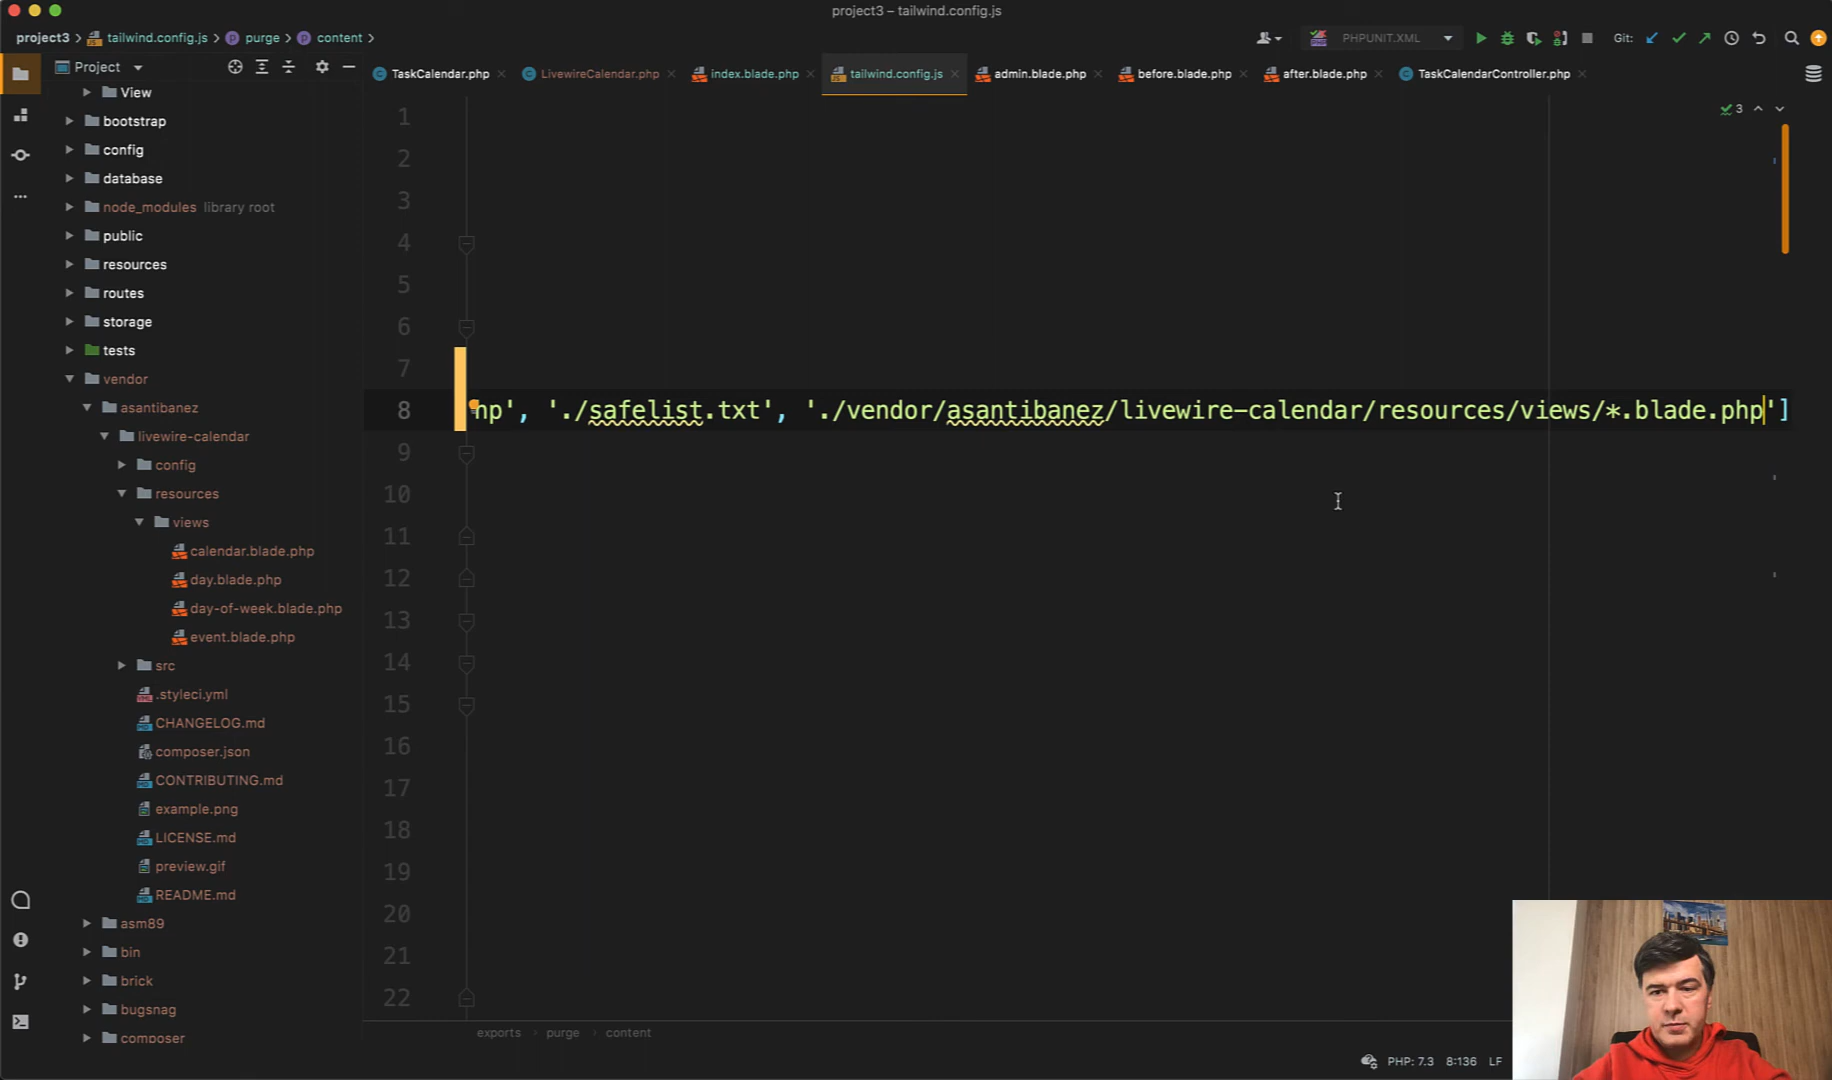 project3 – tailwind.config.js
project3 > tailwind.config.js > purge > content >
PHPUNIT.XML
Git:
Project
TaskCalendar.php
LivewireCalendar.php
index.blade.php
tailwind.config.js
admin.blade.php
before.blade.php
after.blade.php
TaskCalendarController.php
View
bootstrap
config
database
node_modules library root
public
resources
routes
storage
tests
vendor
asantibanez
livewire-calendar
config
resources
views
calendar.blade.php
day.blade.php
day-of-week.blade.php
event.blade.php
src
.styleci.yml
CHANGELOG.md
composer.json
CONTRIBUTING.md
example.png
LICENSE.md
preview.gif
README.md
asm89
bin
brick
bugsnag
composer
3
1
2
3
4
5
6
7
8 hp', './safelist.txt', './vendor/asantibanez/livewire-calendar/resources/views/*.blade.php']
9
10
11
12
13
14
15
16
17
18
19
20
21
22
exports > purge > content
PHP: 7.3 8:136 LF